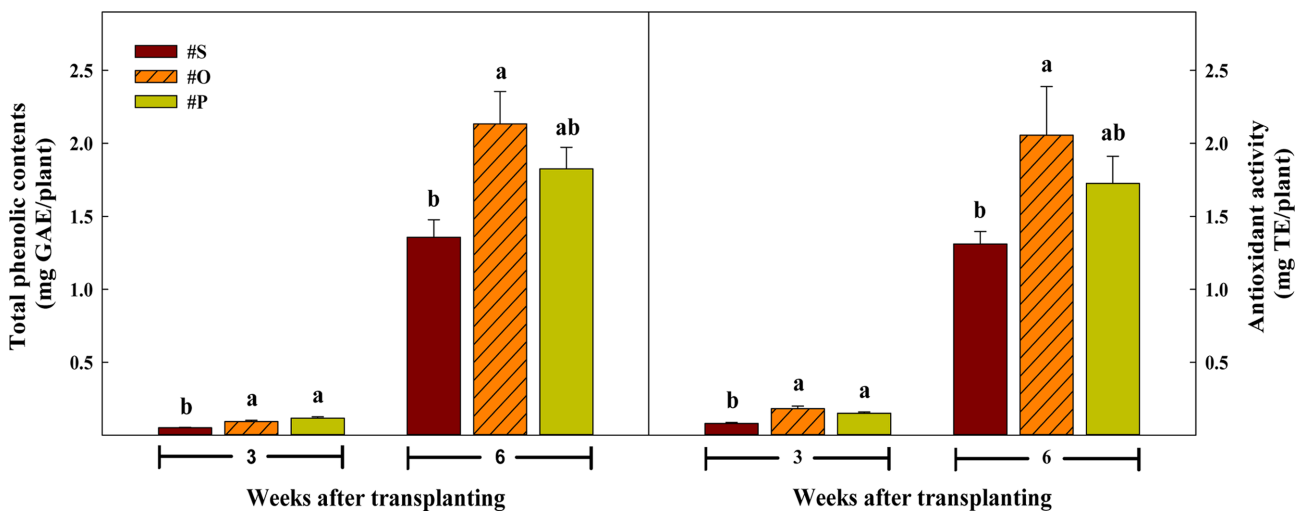 Total phenolic contents
(mg GAE/plant)
2.5
2.0
1.5
1.0
0.5
#S
#O
#P
b
a
a
b
a
ab
3
6
Weeks after transplanting
b
a
a
b
a
ab
3
6
Weeks after transplanting
2.5
2.0
1.5
1.0
0.5
Antioxidant activity
(mg TE/plant)